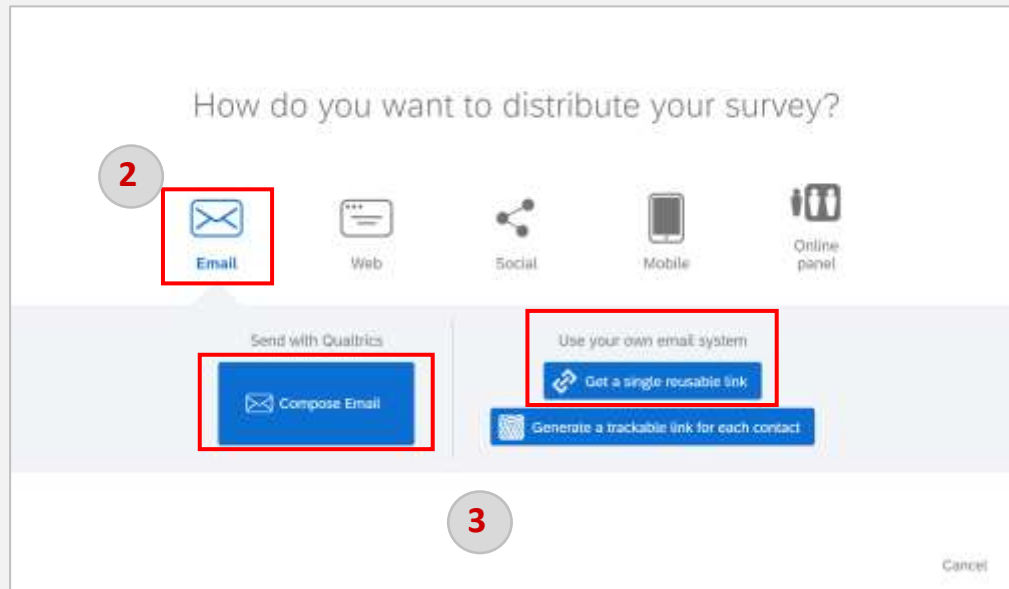 How do you want to distribute your survey?
2
Email
Web
Social
Mobile
Online
panel
Send with Qualtrics
Compose Email
Use your own email system
Get a single reusable link
Generate a trackable link for each contact
3
Cancel